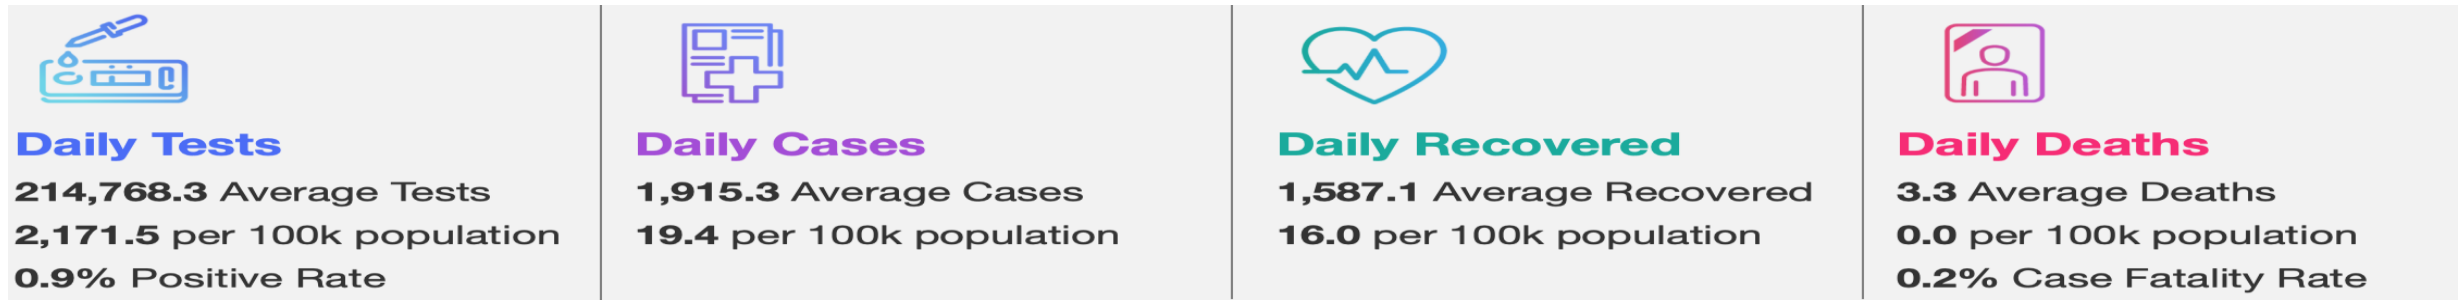 Daily Tests
214,768.3 Average Tests
2,171.5 per 100k population
0.9% Positive Rate
Daily Cases
1,915.3 Average Cases
19.4 per 100k population
Daily Recovered
1,587.1 Average Recovered
16.0 per 100k population
Daily Deaths
3.3 Average Deaths
0.0 per 100k population
0.2% Case Fatality Rate